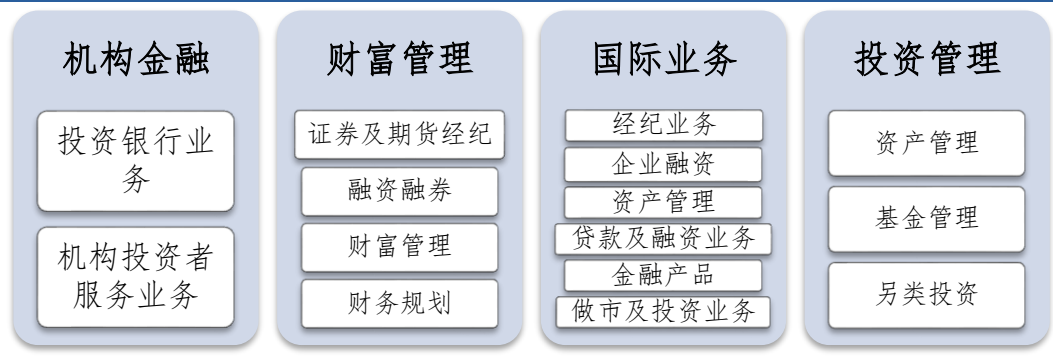 机构金融
投资银行业
务
机构投资者
服务业务
财富管理
证券及期货经纪
融资融券
财富管理
财务规划
国际业务
经纪业务
企业融资
资产管理
贷款及融资业务
金融产品
做市及投资业务
投资管理
资产管理
基金管理
另类投资